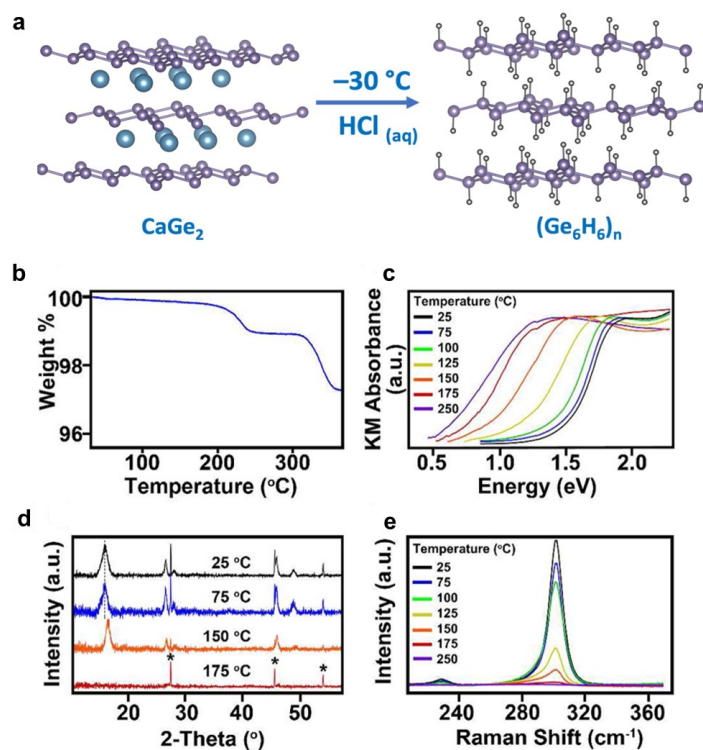 a
–30 °C
HCl (aq)
CaGe2
(Ge6H6)n
b
100
98
96
Weight %
100 200 300
Temperature (°C)
c
KM Absorbance
(a.u.)
Temperature (°C)
25
75
100
125
150
175
250
0.5 1.0 1.5 2.0
Energy (eV)
d
Intensity (a.u.)
25 °C
75 °C
150 °C
175 °C
* * *
20 30 40 50
2-Theta (°)
e
Intensity (a.u.)
Temperature (°C)
25
75
100
125
150
175
250
240 300 360
Raman Shift (cm-1)